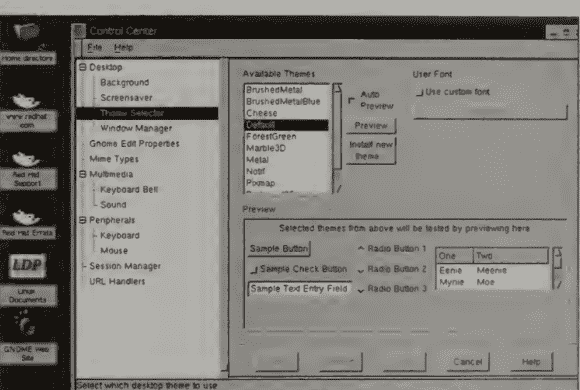 Home directory
www redhat
com
Red Hat
Support
Red Hat Errata
LDP
Linux
Documents
GNOME Web
Site
Control Center
File Help
Desktop
Background
Screensaver
Theme Selector
Window Manager
Gnome Edit Properties
Mime Types
Multimedia
Keyboard Bell
Sound
Peripherals
Keyboard
Mouse
Session Manager
URL Handlers
Available Themes
BrushedMetal
BrushedMetalBlue
Cheese
Default
ForestGreen
Marble3D
Metal
Notif
Pixmap
Auto
Preview
Preview
Install new
theme
User Font
Use custom font
Preview
Selected themes from above will be tested by previewing here
Sample Button
Radio Button 1
Sample Check Button
Radio Button 2
Sample Text Entry Field
Radio Button 3
One Two
Eenie Meenie
Mynie Moe
Cancel
Help
Select which desktop theme to use